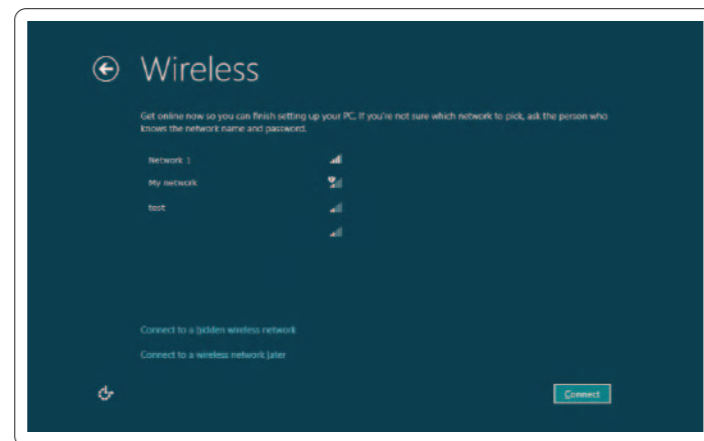 Wireless
Get online now so you can finish setting up your PC. If you're not sure which network to pick, ask the person who
knows the network name and password.
Network 1
My network
test
Connect to a hidden wireless network
Connect to a wireless network later
Connect